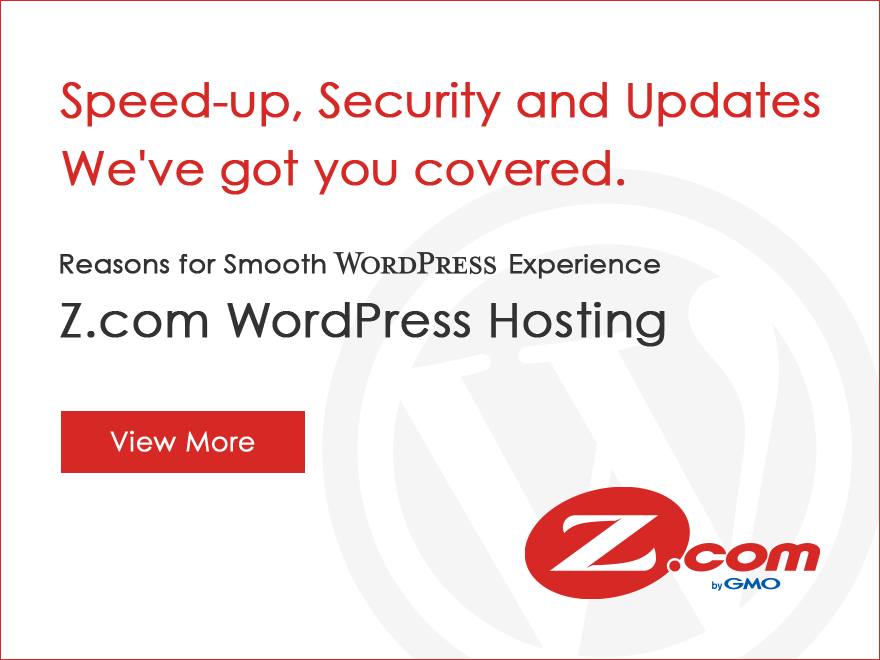 Speed-up, Security and Updates
We've got you covered.
Reasons for Smooth WORDPRESS Experience
Z.com WordPress Hosting
View More
Z.com
by GMO